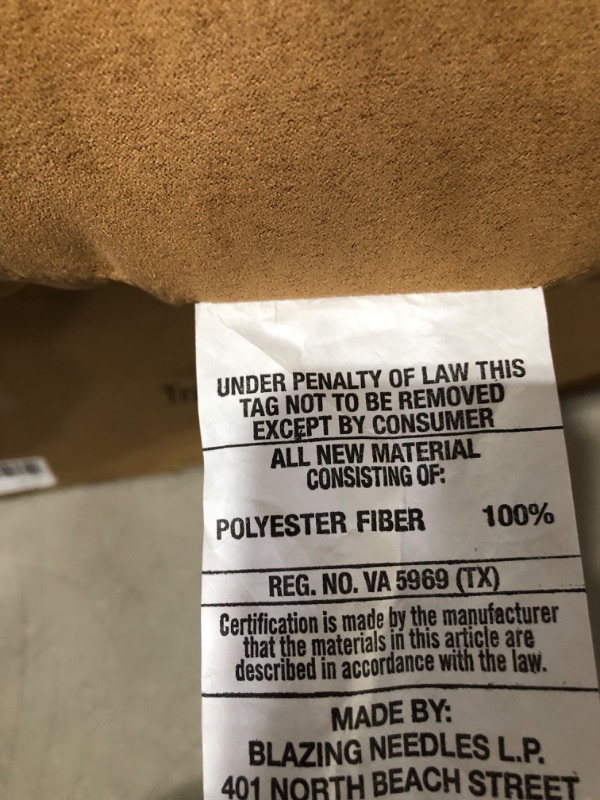 UNDER PENALTY OF LAW THIS
TAG NOT TO BE REMOVED
EXCEPT BY CONSUMER
ALL NEW MATERIAL
CONSISTING OF:
POLYESTER FIBER 100%
REG. NO. VA 5969 (TX)
Certification is made by the manufacturer
that the materials in this article are
described in accordance with the law.
MADE BY:
BLAZING NEEDLES L.P.
401 NORTH BEACH STREET